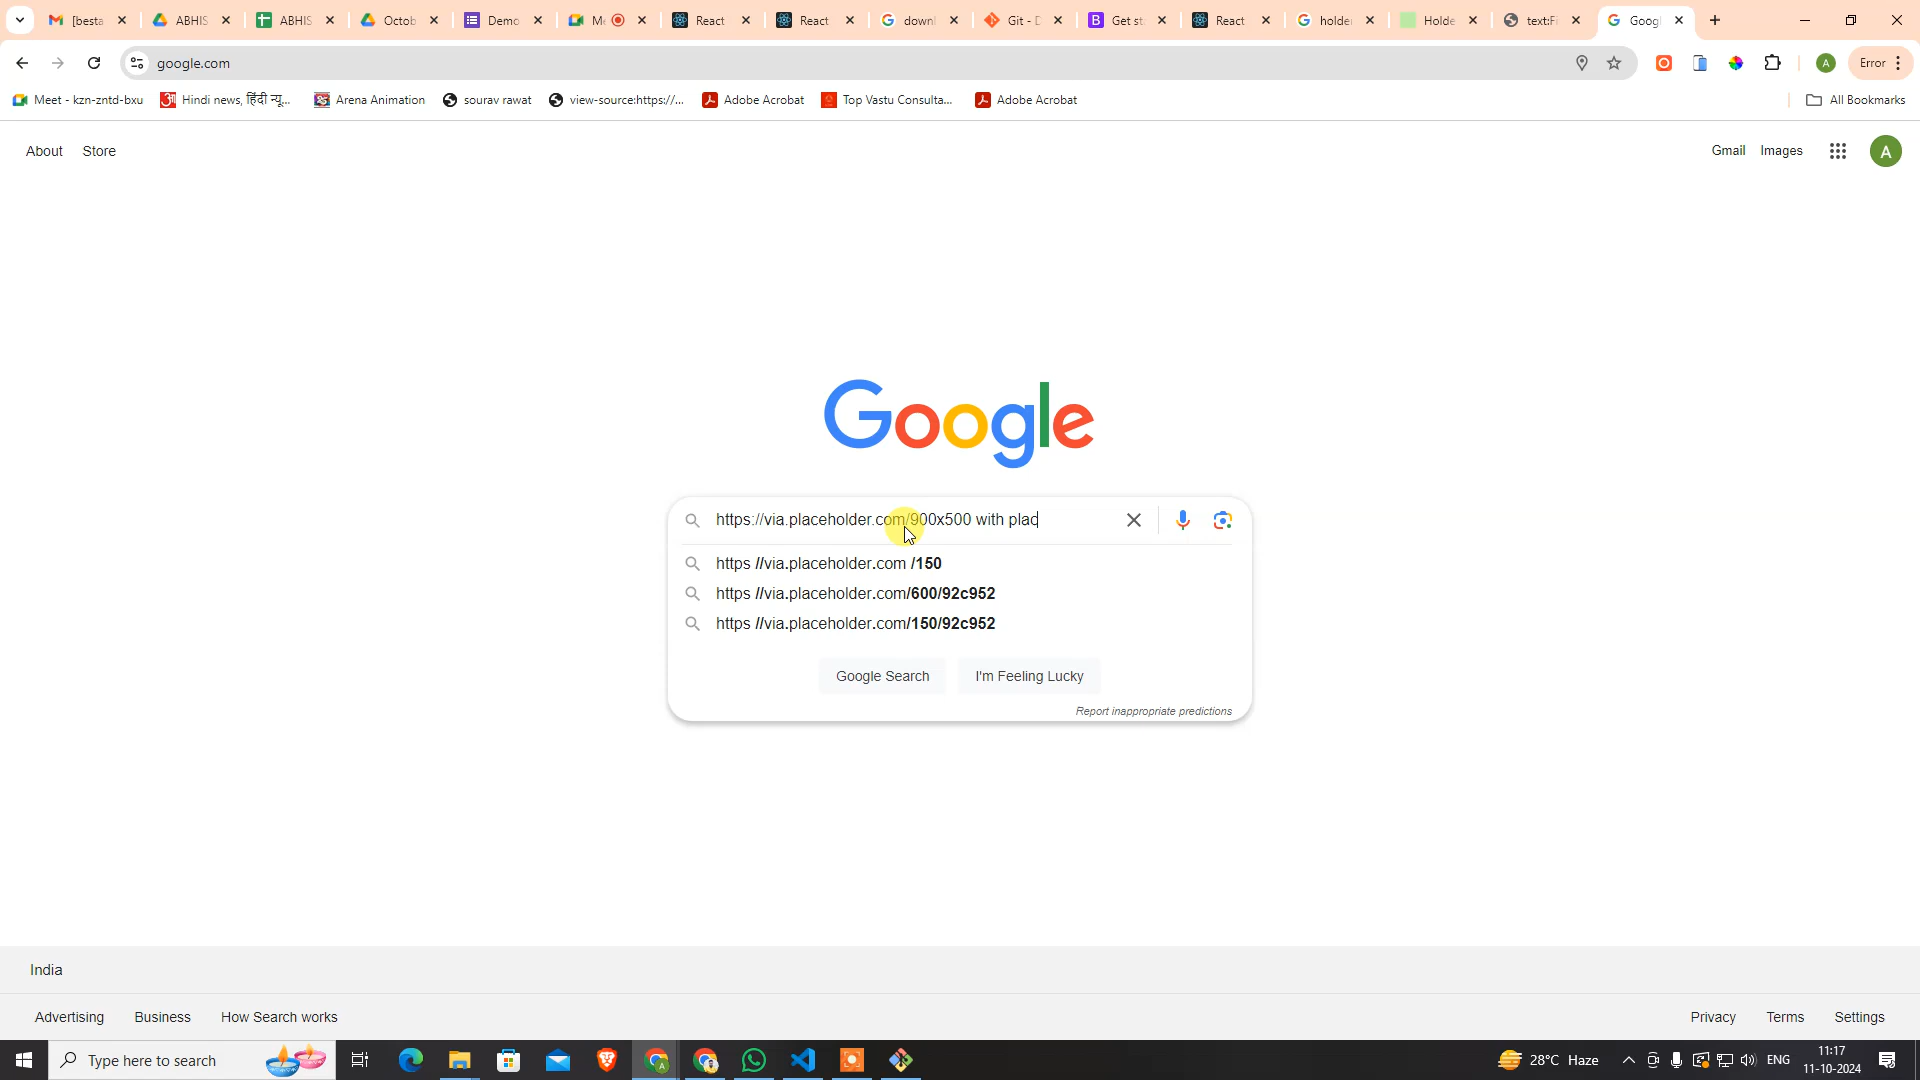 [besta
ABHIS
ABHIS
Octob
Demo
Me
React
React
downl
Git - D
Get st
React
holde
Holde
text:Fi
Googl
google.com
Error
A
Meet - kzn-zntd-bxu
Hindi news, हिंदी न्यू...
Arena Animation
sourav rawat
view-source:https://...
Adobe Acrobat
Top Vastu Consulta...
Adobe Acrobat
All Bookmarks
About
Store
Gmail
Images
A
Google
https://via.placeholder.com/900x500 with plac
https //via.placeholder.com /150
https //via.placeholder.com/600/92c952
https //via.placeholder.com/150/92c952
Google Search
I'm Feeling Lucky
Report inappropriate predictions
India
Advertising
Business
How Search works
Privacy
Terms
Settings
Type here to search
28°C Haze
ENG
11:17
11-10-2024